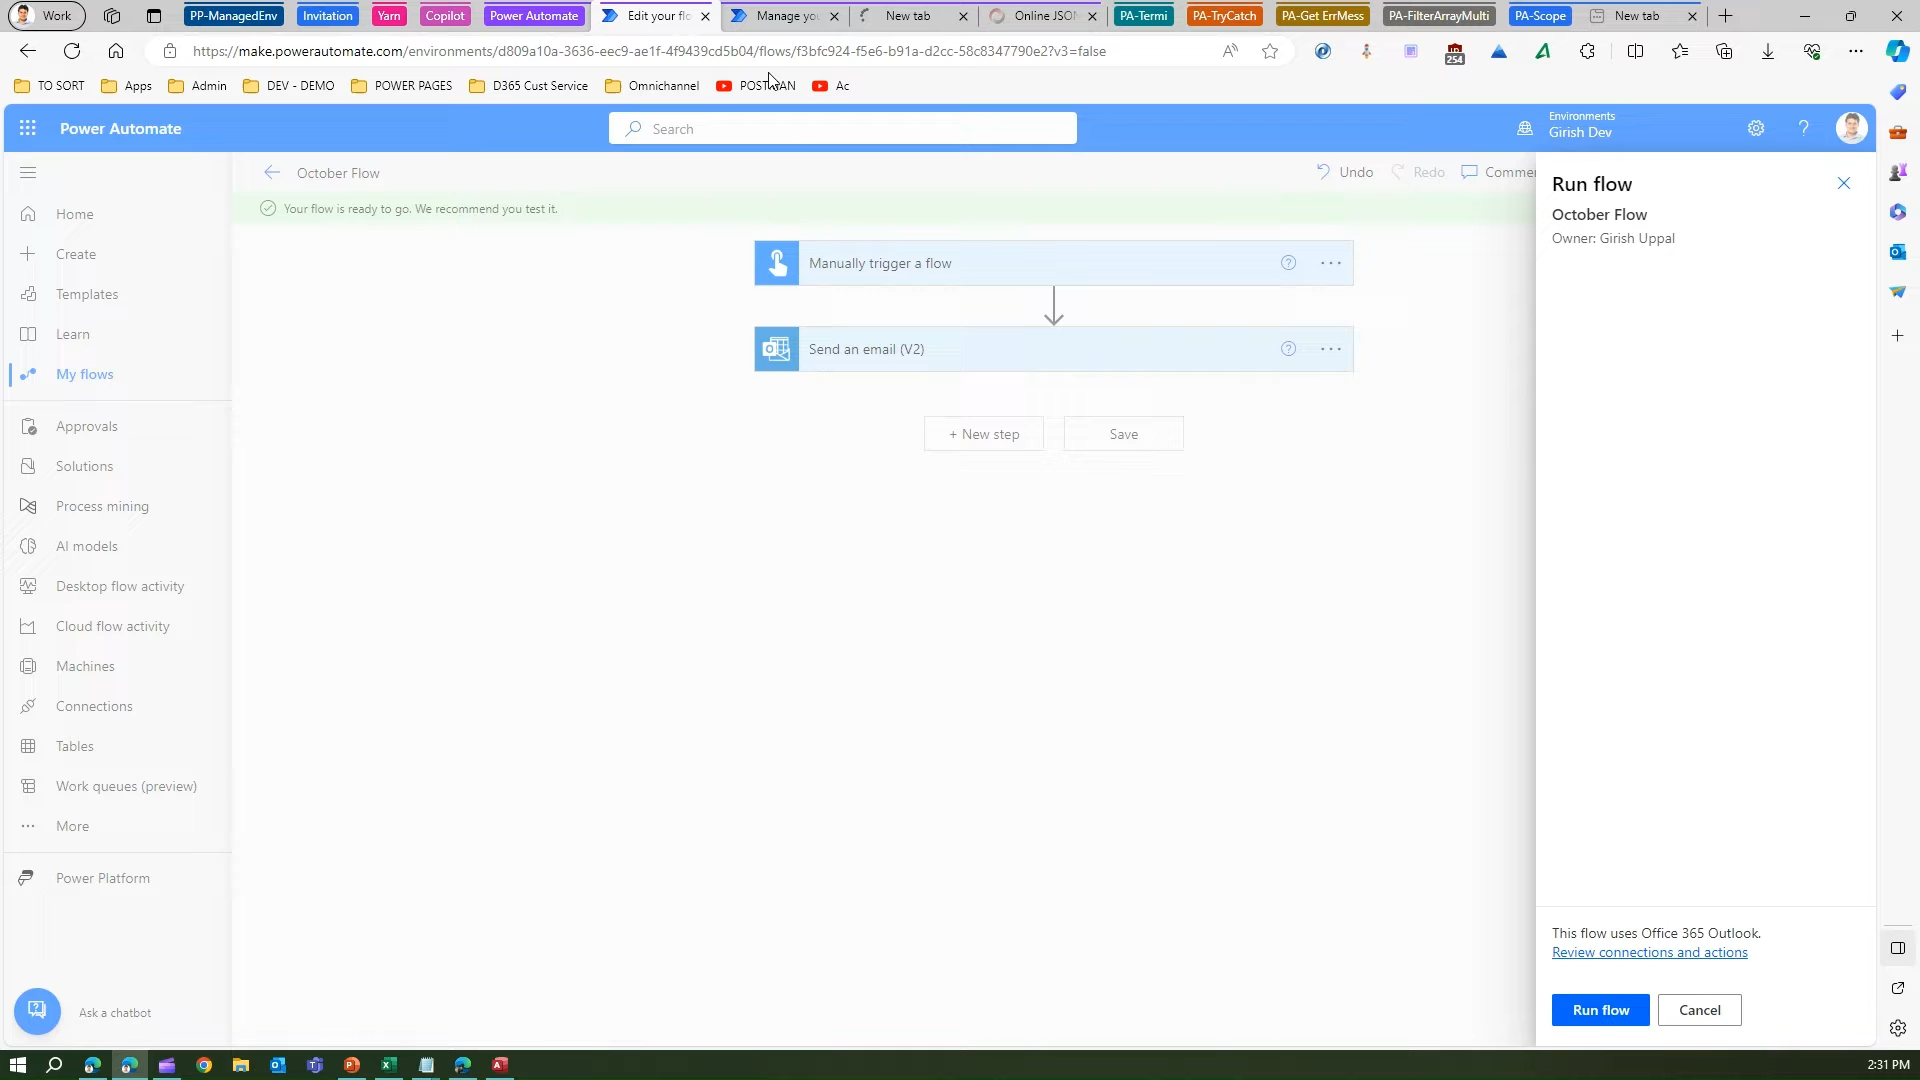 Work
PP-ManagedEnv
Invitation
Yarn
Copilot
Power Automate
Edit your flo
Manage you
New tab
Online JSON
PA-Termi
PA-TryCatch
PA-Get ErrMess
PA-FilterArrayMulti
PA-Scope
New tab
https://make.powerautomate.com/environments/d809a10a-3636-eec9-ae1f-4f9439cd5b04/flows/f3bfc924-f5e6-b91a-d2cc-58c8347790e2?v3=false
254
TO SORT
Apps
Admin
DEV - DEMO
POWER PAGES
D365 Cust Service
Omnichannel
POSTMAN
Ac
Power Automate
Search
Environments
Girish Dev
October Flow
Undo
Redo
Commen
Your flow is ready to go. We recommend you test it.
Home
Create
Templates
Learn
My flows
Approvals
Solutions
Process mining
AI models
Desktop flow activity
Cloud flow activity
Machines
Connections
Tables
Work queues (preview)
More
Power Platform
Ask a chatbot
Manually trigger a flow
Send an email (V2)
+ New step
Save
Run flow
October Flow
Owner: Girish Uppal
This flow uses Office 365 Outlook.
Review connections and actions
Run flow
Cancel
2:31 PM